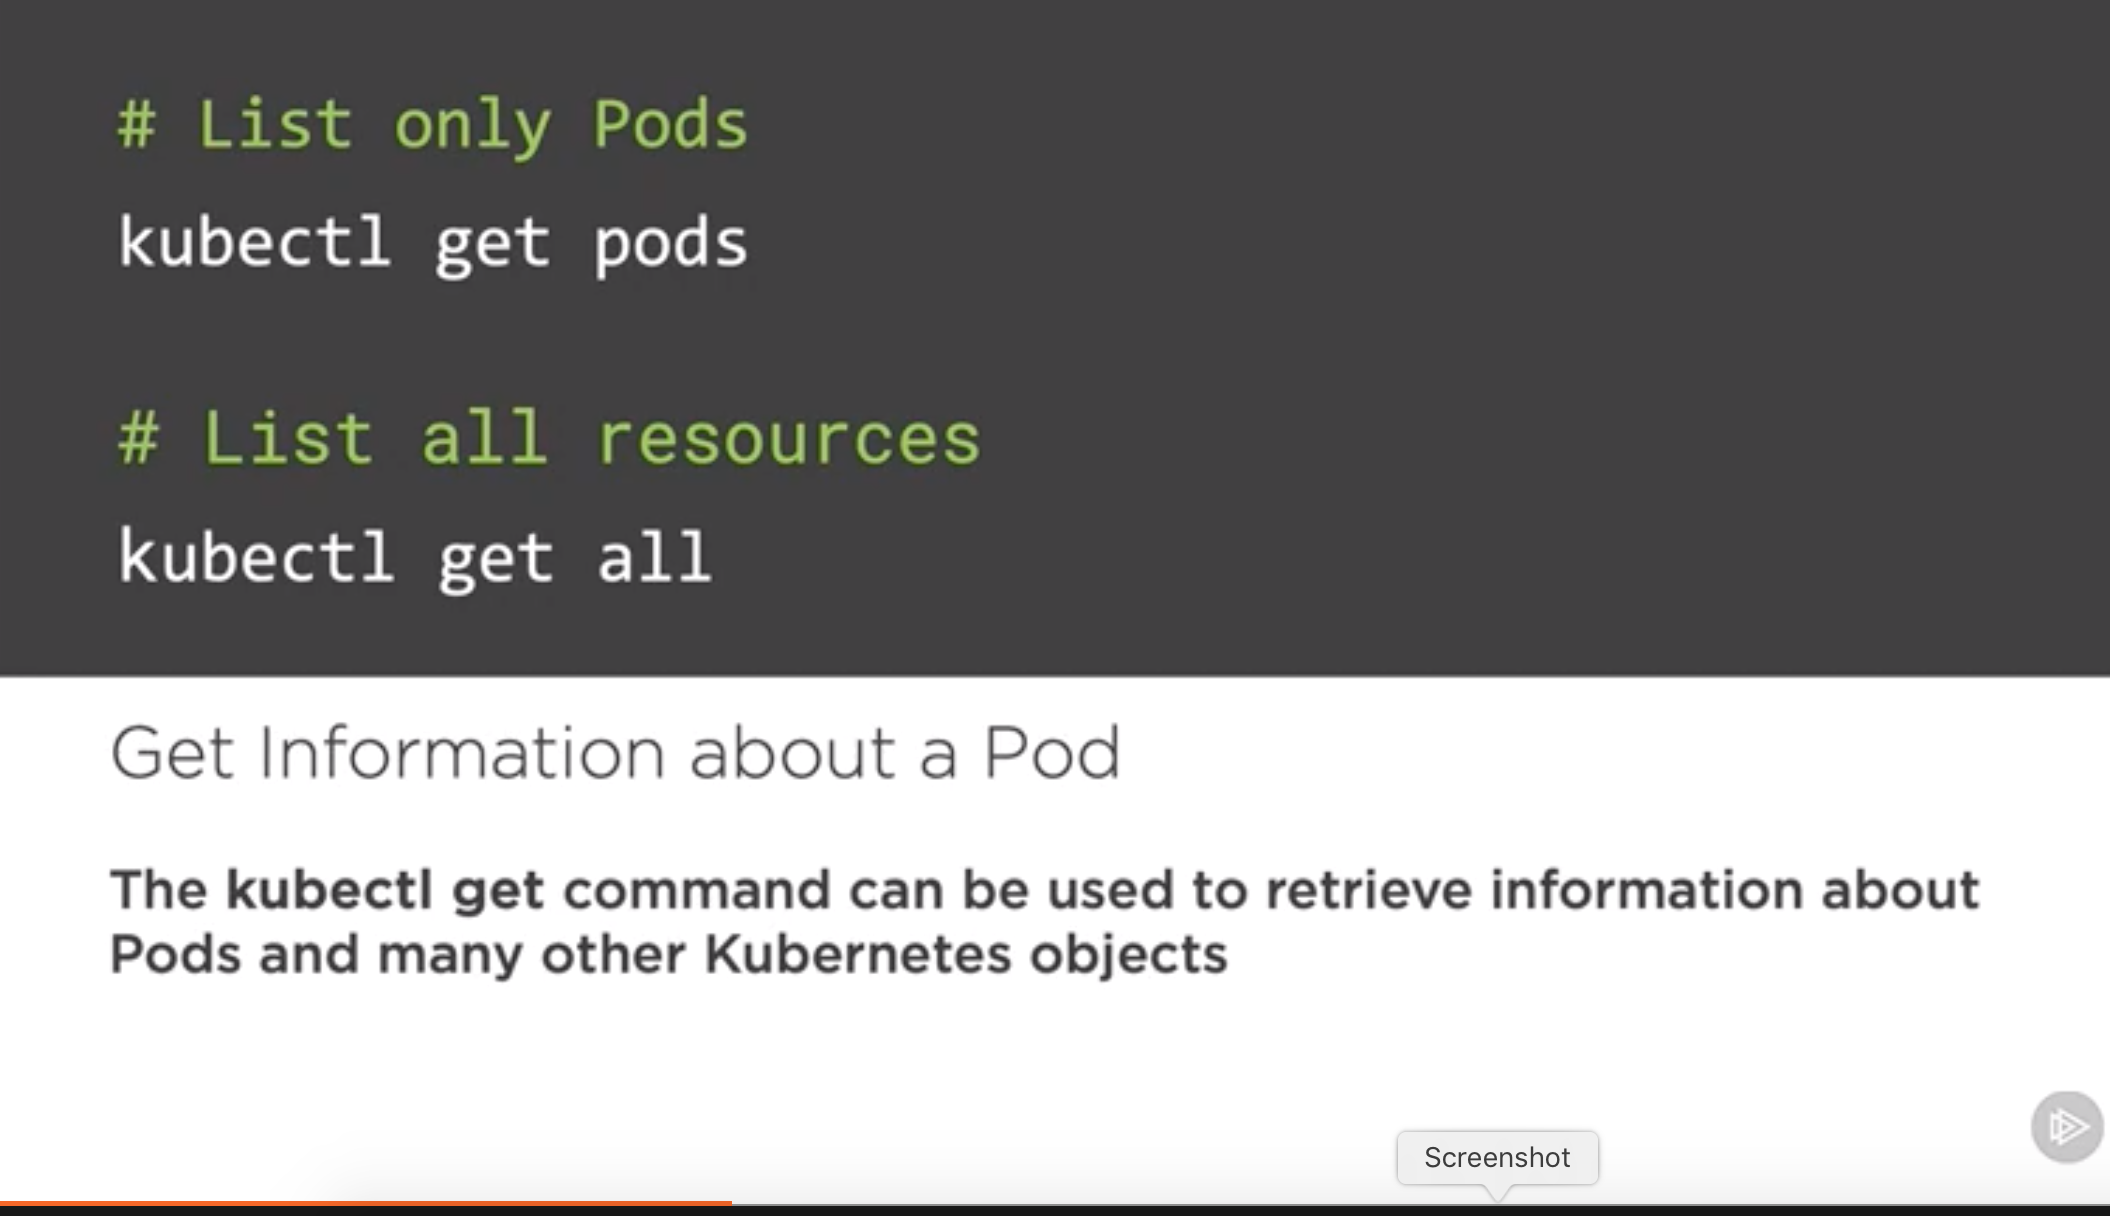 # List only Pods
kubectl get pods
# List all resources
kubectl get all
Get Information about a Pod
The kubectl get command can be used to retrieve information about
Pods and many other Kubernetes objects
Screenshot